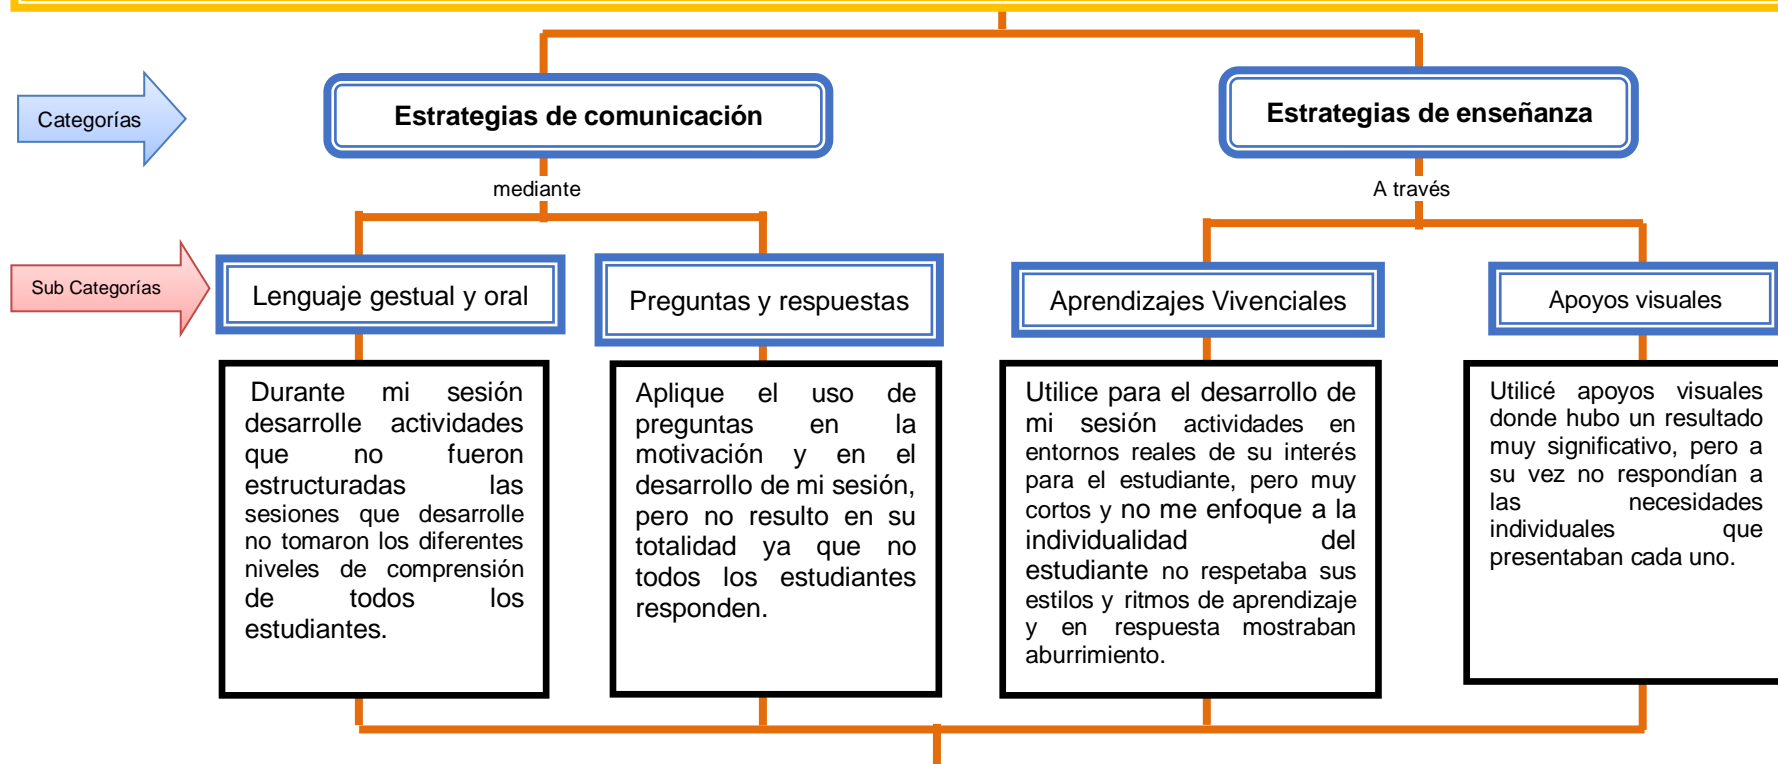 Categorías
Estrategias de comunicación
Estrategias de enseñanza
mediante
A través
Sub Categorías
Lenguaje gestual y oral
Preguntas y respuestas
Aprendizajes Vivenciales
Apoyos visuales
Durante mi sesión
desarrolle actividades
que no fueron
estructuradas las
sesiones que desarrolle
no tomaron los diferentes
niveles de comprensión
de todos los
estudiantes.
Aplique el uso de
preguntas en la
motivación y en el
desarrollo de mi sesión,
pero no resulto en su
totalidad ya que no
todos los estudiantes
responden.
Utilice para el desarrollo de
mi sesión actividades en
entornos reales de su interés
para el estudiante, pero muy
cortos y no me enfoque a la
individualidad del
estudiante no respetaba sus
estilos y ritmos de aprendizaje
y en respuesta mostraban
aburrimiento.
Utilicé apoyos visuales
donde hubo un resultado
muy significativo, pero a
su vez no respondían a
las necesidades
individuales que
presentaban cada uno.